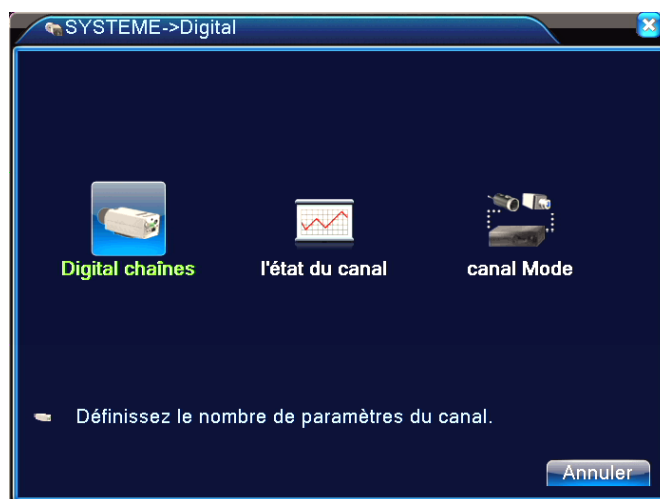 SYSTEME->Digital
Digital chaînes
l'état du canal
canal Mode
Définissez le nombre de paramètres du canal.
Annuler